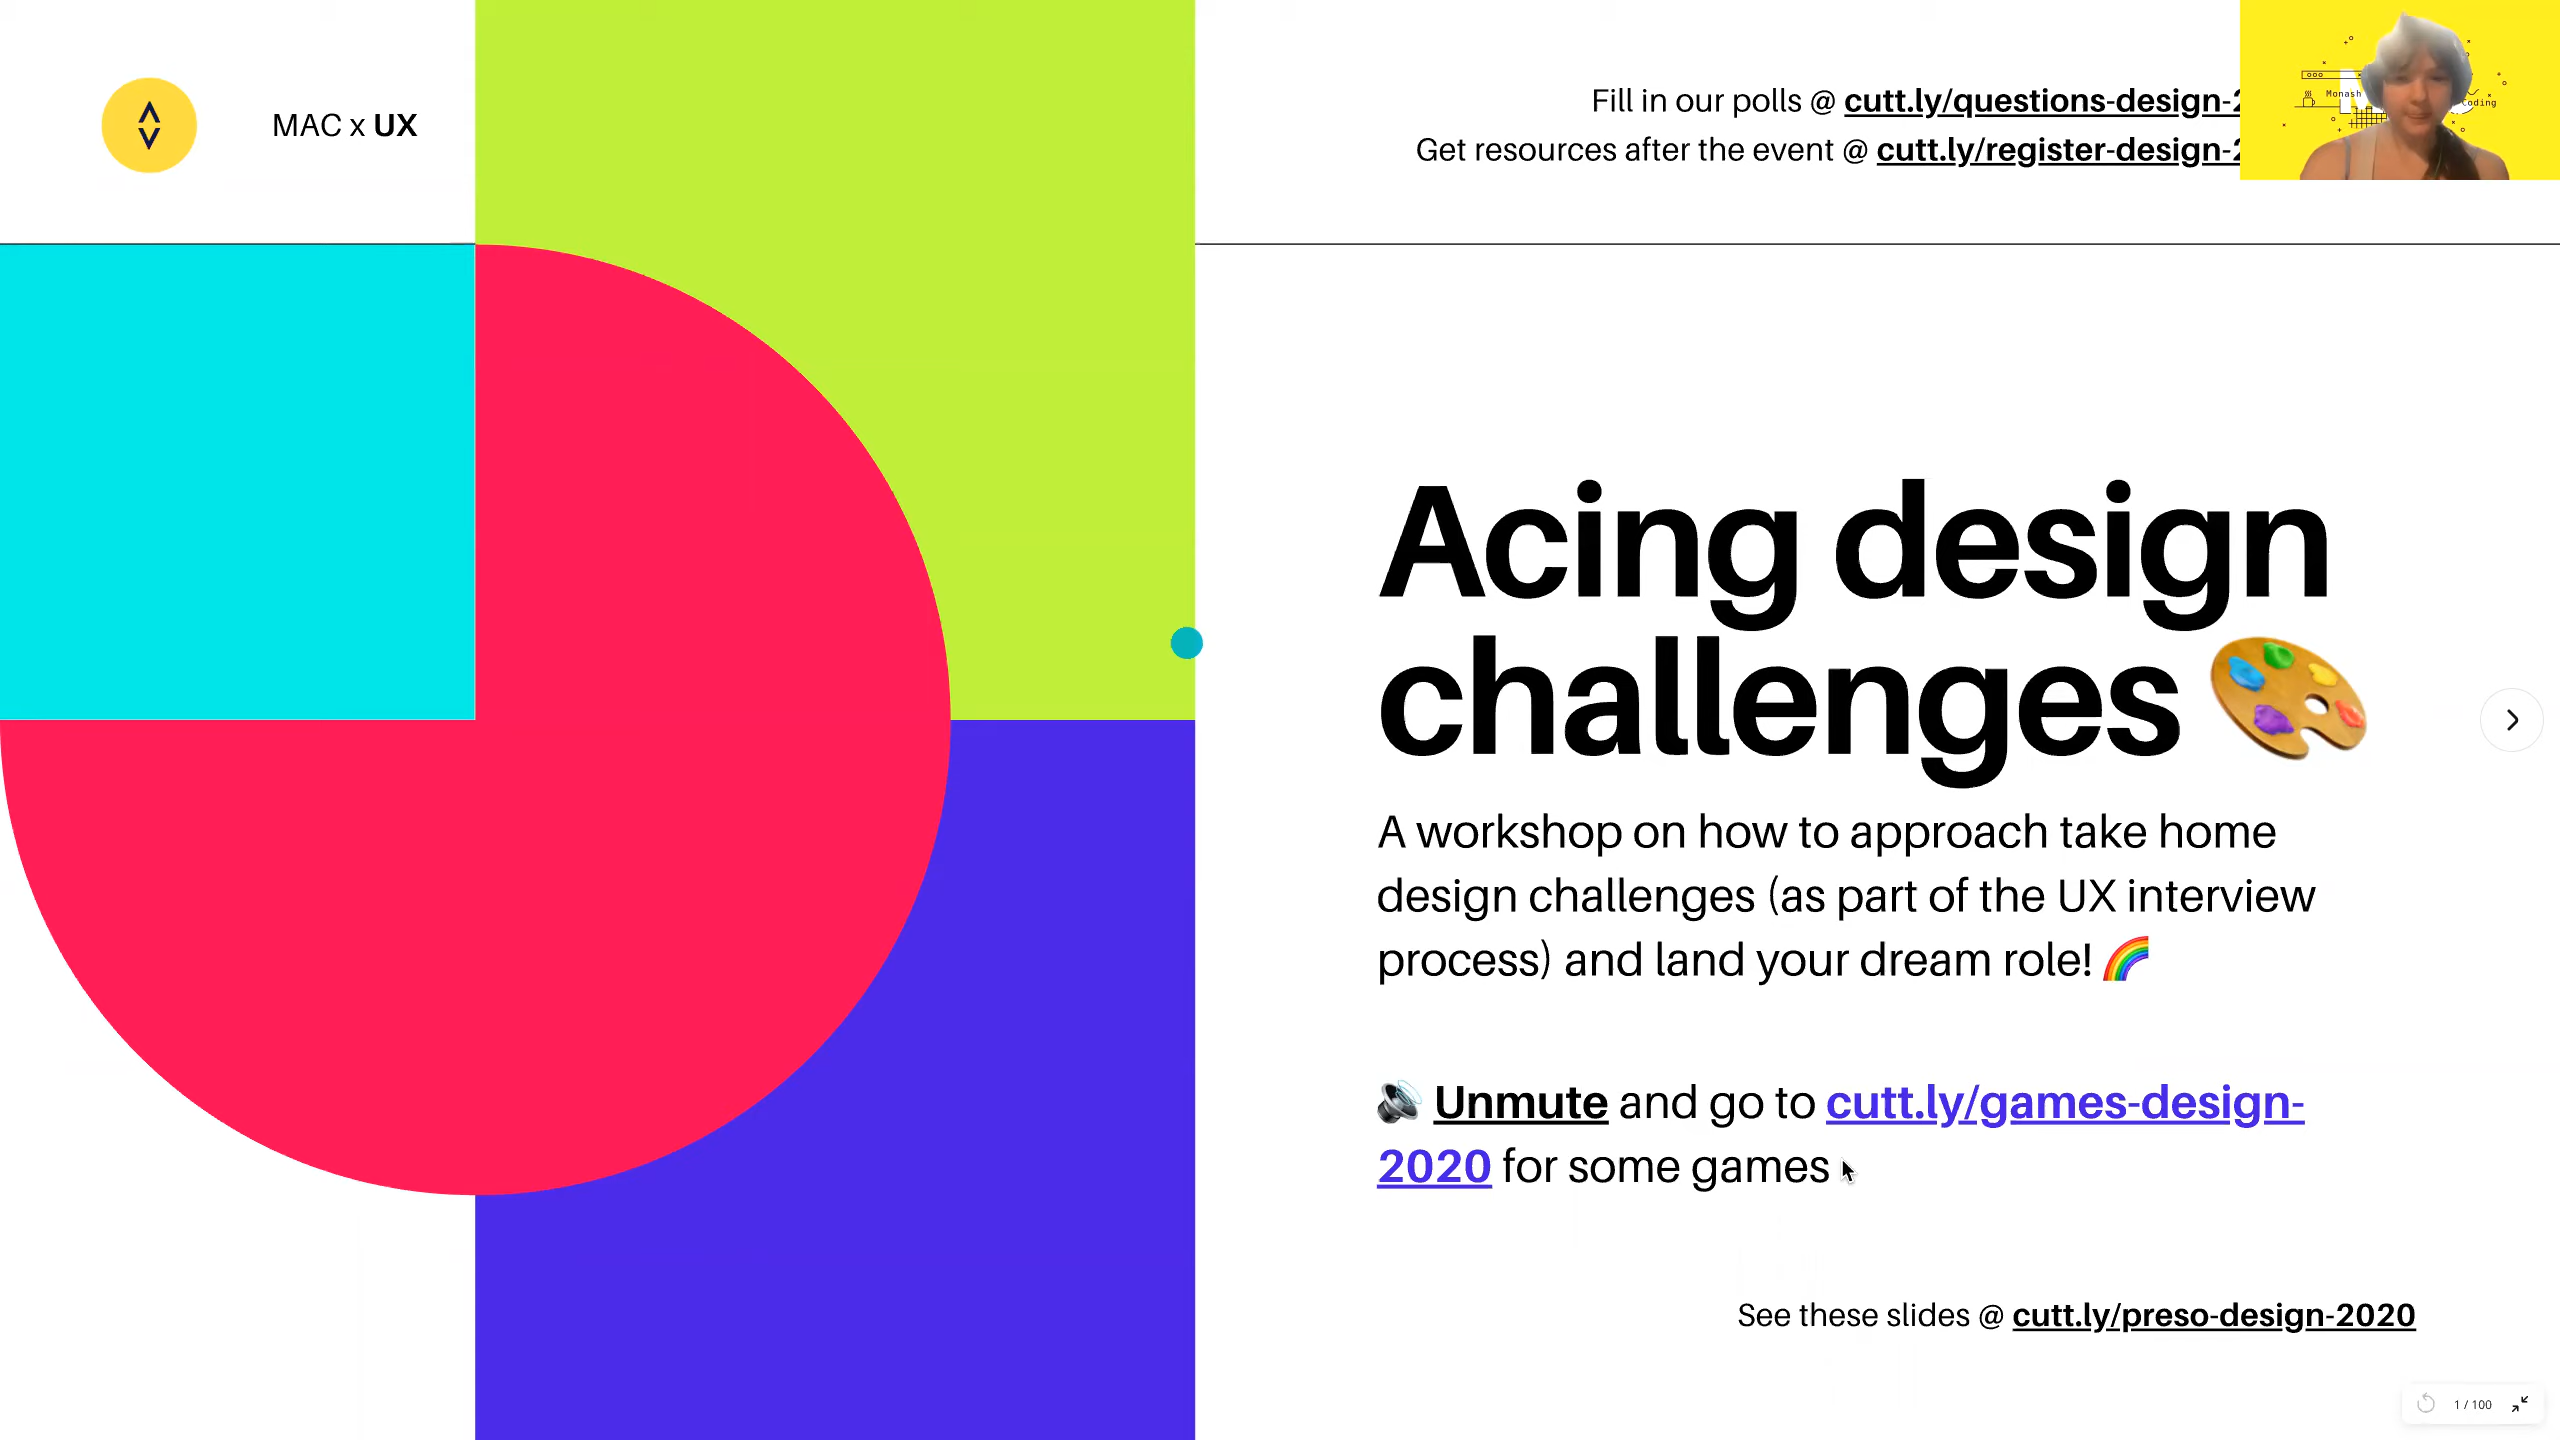 MAC x UX
Fill in our polls @ cutt.ly/questions-design-2
Get resources after the event @ cutt.ly/register-design-2
Monash
Coding
Acing design
challenges
A workshop on how to approach take home
design challenges (as part of the UX interview
process) and land your dream role!
Unmute and go to cutt.ly/games-design-
2020 for some games
See these slides @ cutt.ly/preso-design-2020
1 / 100